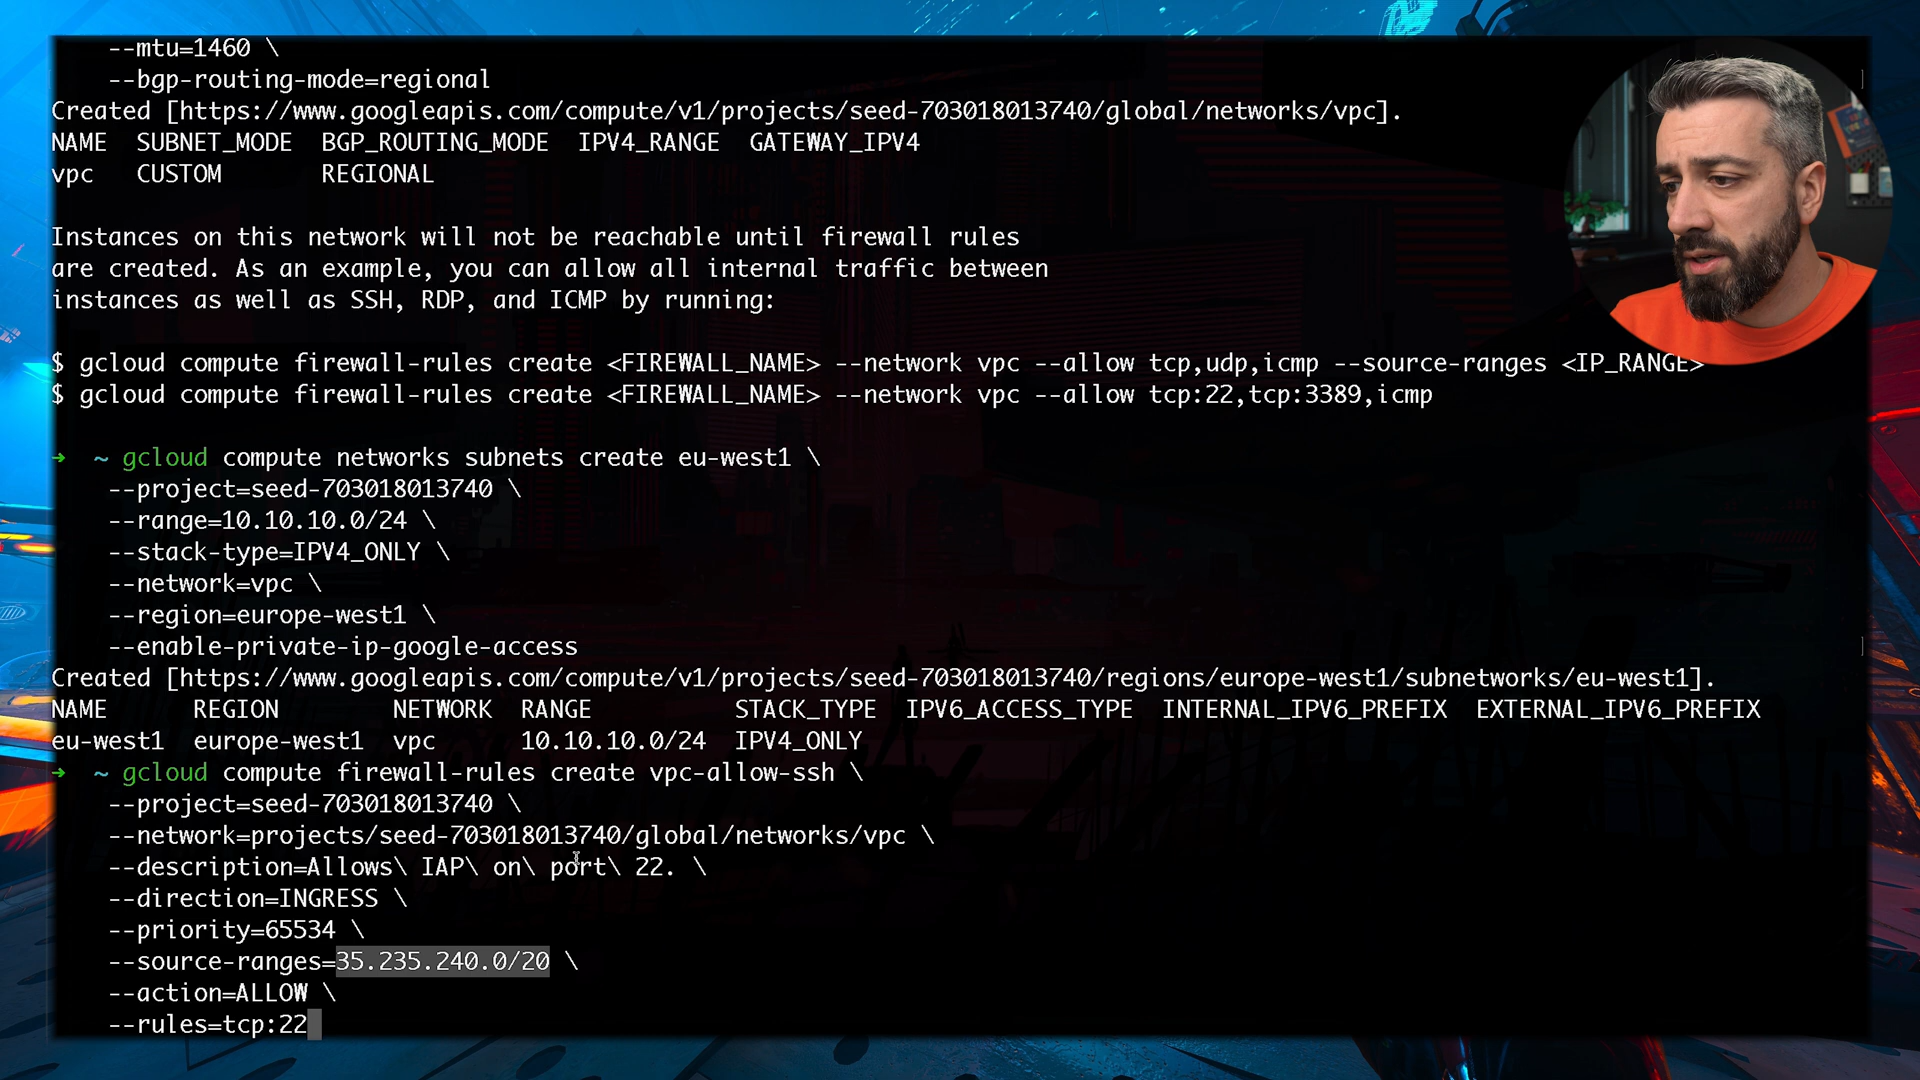 --mtu=1460 \
--bgp-routing-mode=regional
Created [https://www.googleapis.com/compute/v1/projects/seed-703018013740/global/networks/vpc].
NAME  SUBNET_MODE  BGP_ROUTING_MODE  IPV4_RANGE  GATEWAY_IPV4
vpc   CUSTOM       REGIONAL
Instances on this network will not be reachable until firewall rules
are created. As an example, you can allow all internal traffic between
instances as well as SSH, RDP, and ICMP by running:
$ gcloud compute firewall-rules create <FIREWALL_NAME> --network vpc --allow tcp,udp,icmp --source-ranges <IP_RANGE>
$ gcloud compute firewall-rules create <FIREWALL_NAME> --network vpc --allow tcp:22,tcp:3389,icmp
→  ~ gcloud compute networks subnets create eu-west1 \
--project=seed-703018013740 \
--range=10.10.10.0/24 \
--stack-type=IPV4_ONLY \
--network=vpc \
--region=europe-west1 \
--enable-private-ip-google-access
Created [https://www.googleapis.com/compute/v1/projects/seed-703018013740/regions/europe-west1/subnetworks/eu-west1].
NAME      REGION        NETWORK  RANGE          STACK_TYPE  IPV6_ACCESS_TYPE  INTERNAL_IPV6_PREFIX  EXTERNAL_IPV6_PREFIX
eu-west1  europe-west1  vpc      10.10.10.0/24  IPV4_ONLY
→  ~ gcloud compute firewall-rules create vpc-allow-ssh \
--project=seed-703018013740 \
--network=projects/seed-703018013740/global/networks/vpc \
--description=Allows\ IAP\ on\ port\ 22. \
--direction=INGRESS \
--priority=65534 \
--source-ranges=35.235.240.0/20 \
--action=ALLOW \
--rules=tcp:22